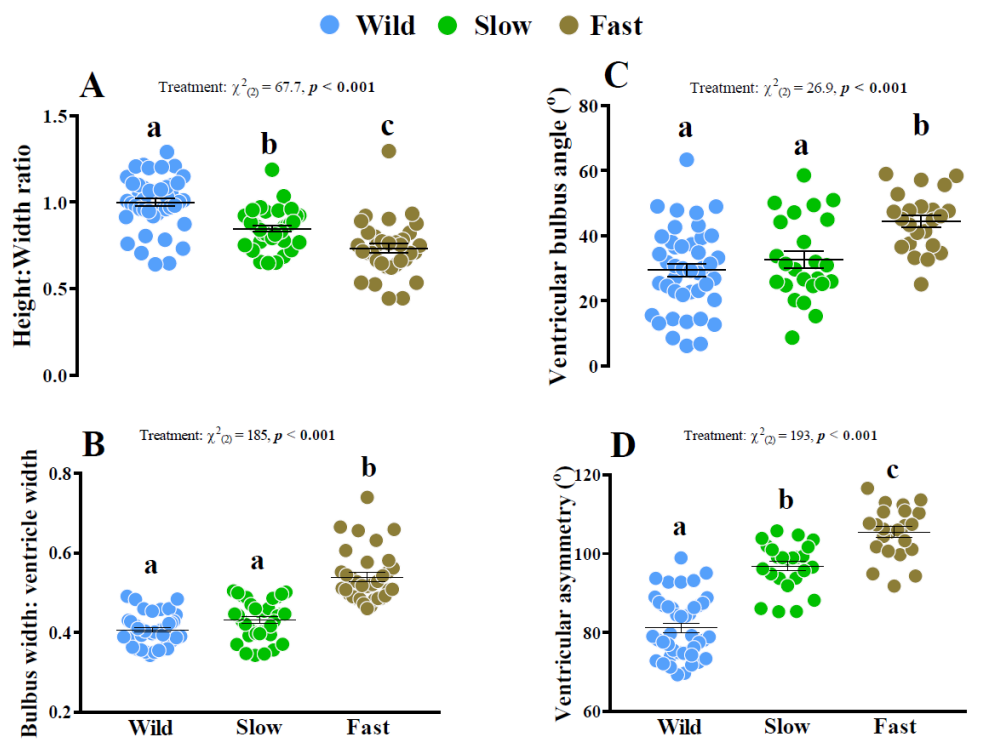 Wild Slow Fast
A
Treatment: χ²(2) = 67.7, p < 0.001
Height:Width ratio
1.5
1.0
0.5
0.0
a
b
c
C
Treatment: χ²(2) = 26.9, p < 0.001
Ventricular bulbus angle (º)
80
60
40
20
0
a
a
b
B
Treatment: χ²(2) = 185, p < 0.001
Bulbus width: ventricle width
0.8
0.6
0.4
0.2
a
a
b
Wild Slow Fast
D
Treatment: χ²(2) = 193, p < 0.001
Ventricular asymmetry (º)
120
100
80
60
a
b
c
Wild Slow Fast